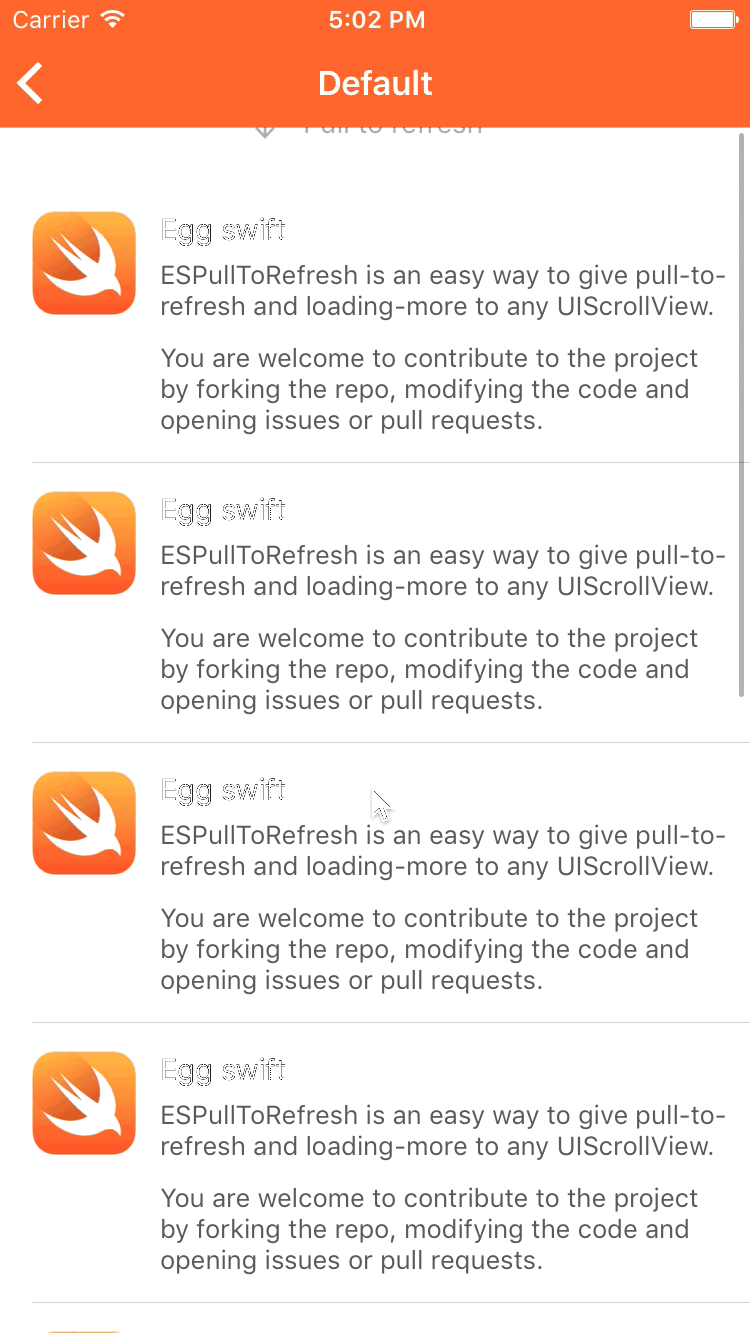 Carrier
5:02 PM
Default
Pull to refresh
Egg swift
ESPullToRefresh is an easy way to give pull-to-
refresh and loading-more to any UIScrollView.
You are welcome to contribute to the project
by forking the repo, modifying the code and
opening issues or pull requests.
Egg swift
ESPullToRefresh is an easy way to give pull-to-
refresh and loading-more to any UIScrollView.
You are welcome to contribute to the project
by forking the repo, modifying the code and
opening issues or pull requests.
Egg swift
ESPullToRefresh is an easy way to give pull-to-
refresh and loading-more to any UIScrollView.
You are welcome to contribute to the project
by forking the repo, modifying the code and
opening issues or pull requests.
Egg swift
ESPullToRefresh is an easy way to give pull-to-
refresh and loading-more to any UIScrollView.
You are welcome to contribute to the project
by forking the repo, modifying the code and
opening issues or pull requests.